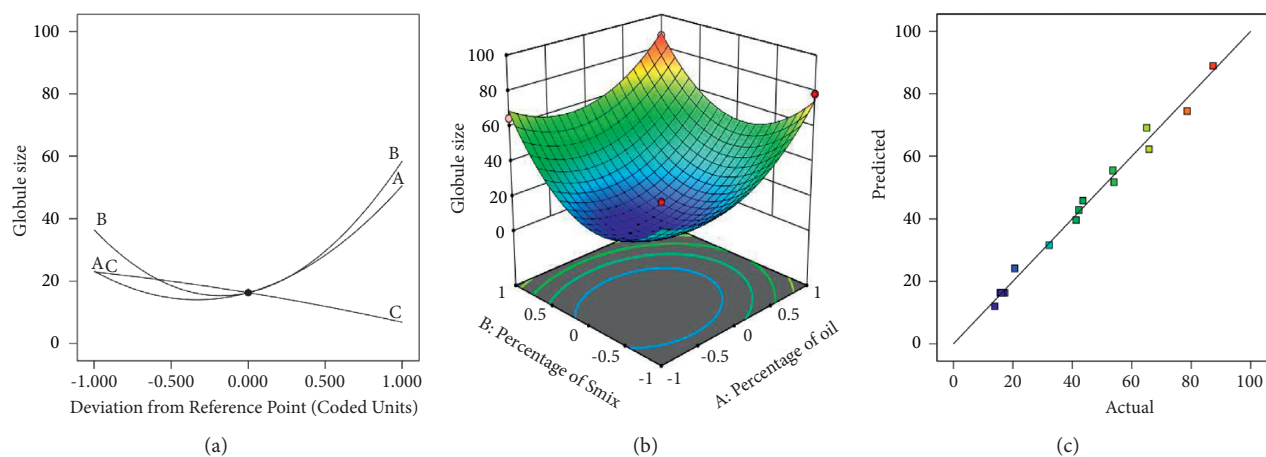 100
80
60
40
20
0
Globule size
B
A
B
A
C
C
-1.000
-0.500
0.000
0.500
1.000
Deviation from Reference Point (Coded Units)
(a)
100
80
60
40
20
0
Globule size
1
0.5
0
-0.5
-1
B: Percentage of Smix
-1
-0.5
0
0.5
1
A: Percentage of oil
(b)
100
80
60
40
20
0
Predicted
0
20
40
60
80
100
Actual
(c)